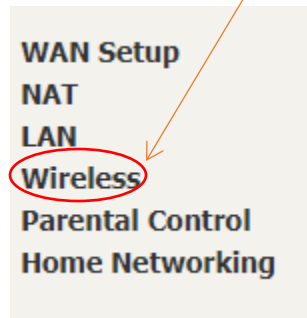 WAN Setup
NAT
LAN
Wireless
Parental Control
Home Networking